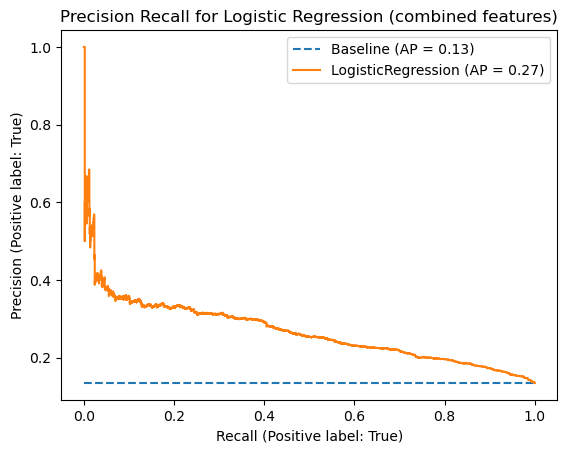 Precision Recall for Logistic Regression (combined features)
Baseline (AP = 0.13)
LogisticRegression (AP = 0.27)
Precision (Positive label: True)
1.0
0.8
0.6
0.4
0.2
0.0 0.2 0.4 0.6 0.8 1.0
Recall (Positive label: True)